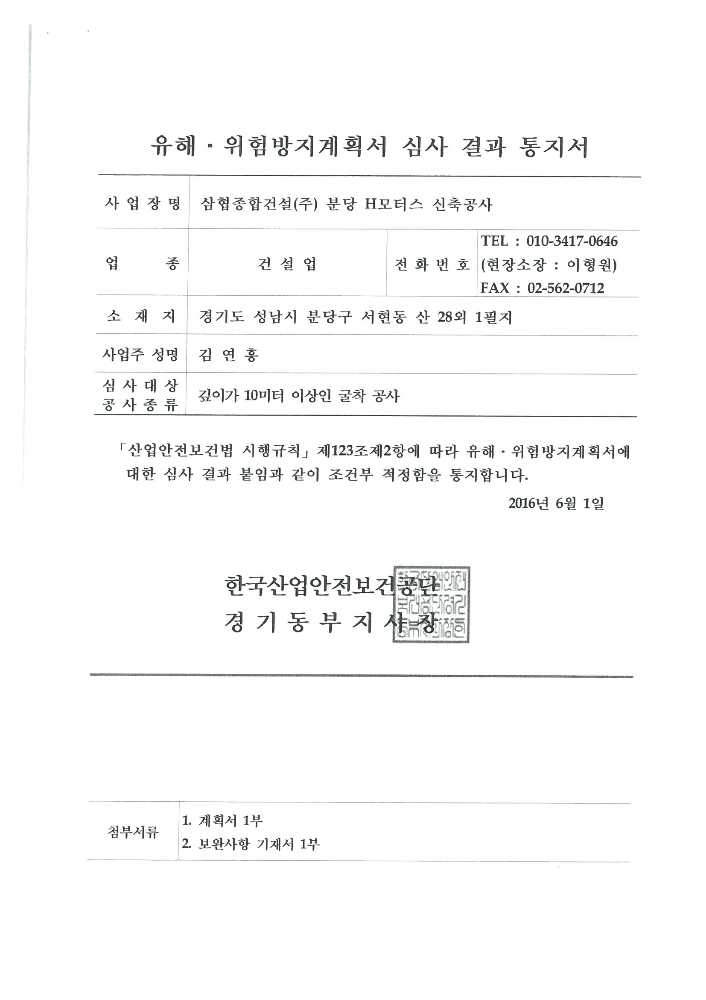 유해 · 위험방지계획서 심사 결과 통지서
사 업 장 명 삼협종합건설(주) 분당 H모터스 신축공사
업 종 건 설 업 전 화 번 호 TEL : 010-3417-0646
(현장소장 : 이형원)
FAX : 02-562-0712
소 재 지 경기도 성남시 분당구 서현동 산 28외 1필지
사업주 성명 김 연 흥
심 사 대 상
공 사 종 류
깊이가 10미터 이상인 굴착 공사
「산업안전보건법 시행규칙」 제123조제2항에 따라 유해 · 위험방지계획서에
대한 심사 결과 붙임과 같이 조건부 적정함을 통지합니다.
2016년 6월 1일
한국산업안전보건공단
경 기 동 부 지 사 장
첨부서류
1. 계획서 1부
2. 보완사항 기재서 1부